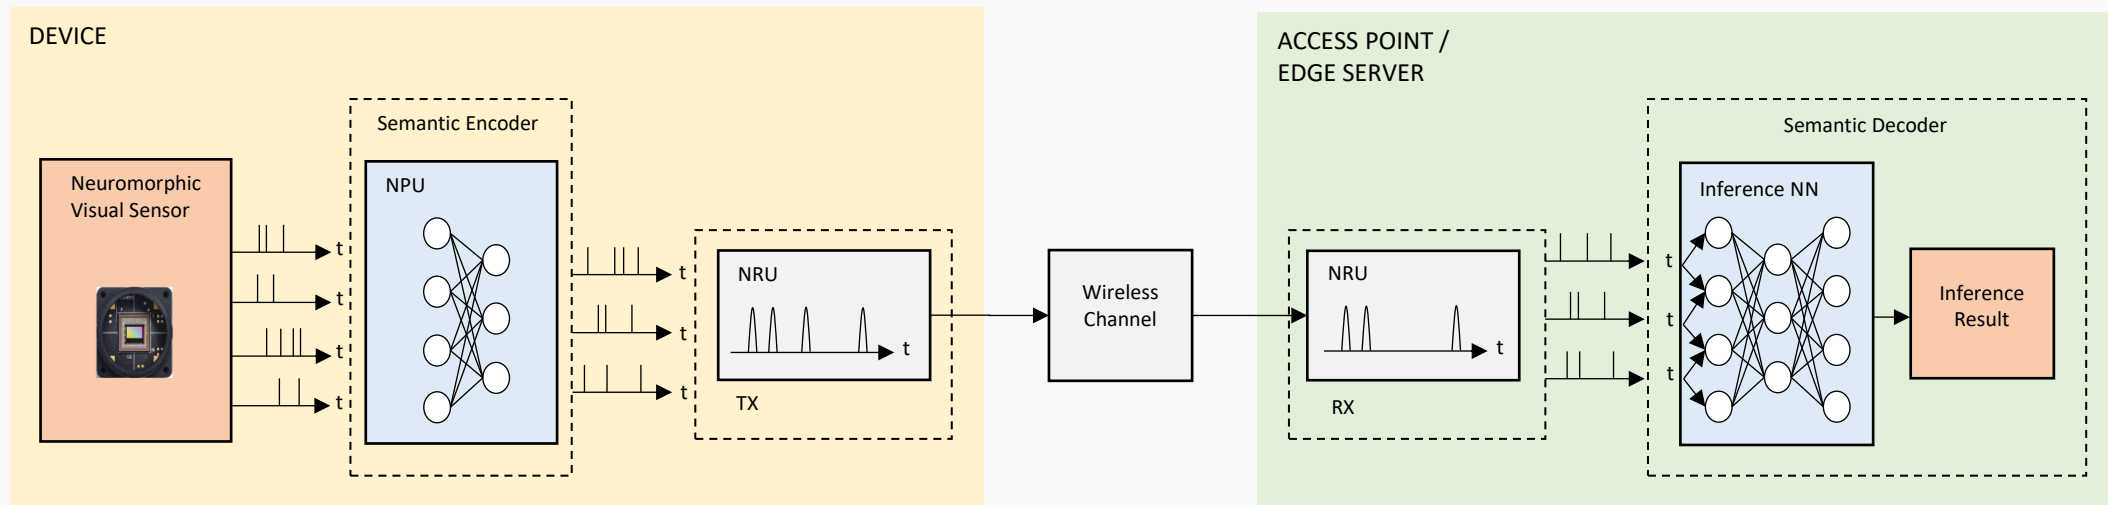 DEVICE
Neuromorphic
Visual Sensor
t
t
t
t
Semantic Encoder
NPU
t
t
t
NRU
t
TX
Wireless
Channel
ACCESS POINT /
EDGE SERVER
NRU
t
RX
t
t
t
Semantic Decoder
Inference NN
Inference
Result